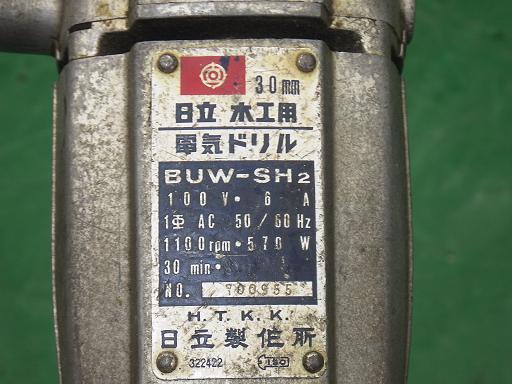 30mm
日立 木工用
電気ドリル
BUW-SH2
100V・6 A
1Φ AC 50/60Hz
1100rpm・570 W
30 min・
NO. 700955
H.T.K.K.
日立製作所
322422